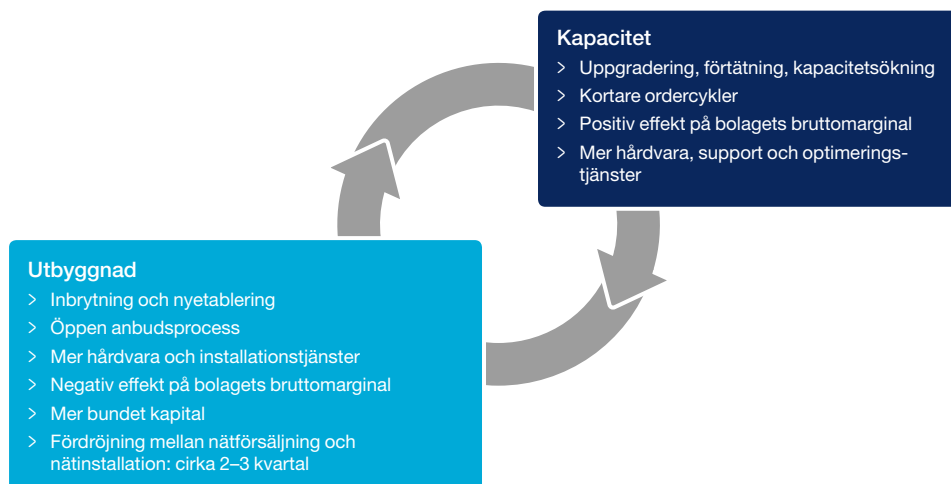 Kapacitet
> Uppgradering, förtätning, kapacitetsökning
> Kortare ordercykler
> Positiv effekt på bolagets bruttomarginal
> Mer hårdvara, support och optimerings-
tjänster
Utbyggnad
> Inbrytning och nyetablering
> Öppen anbudsprocess
> Mer hårdvara och installationstjänster
> Negativ effekt på bolagets bruttomarginal
> Mer bundet kapital
> Fördröjning mellan nätförsäljning och
nätinstallation: cirka 2–3 kvartal